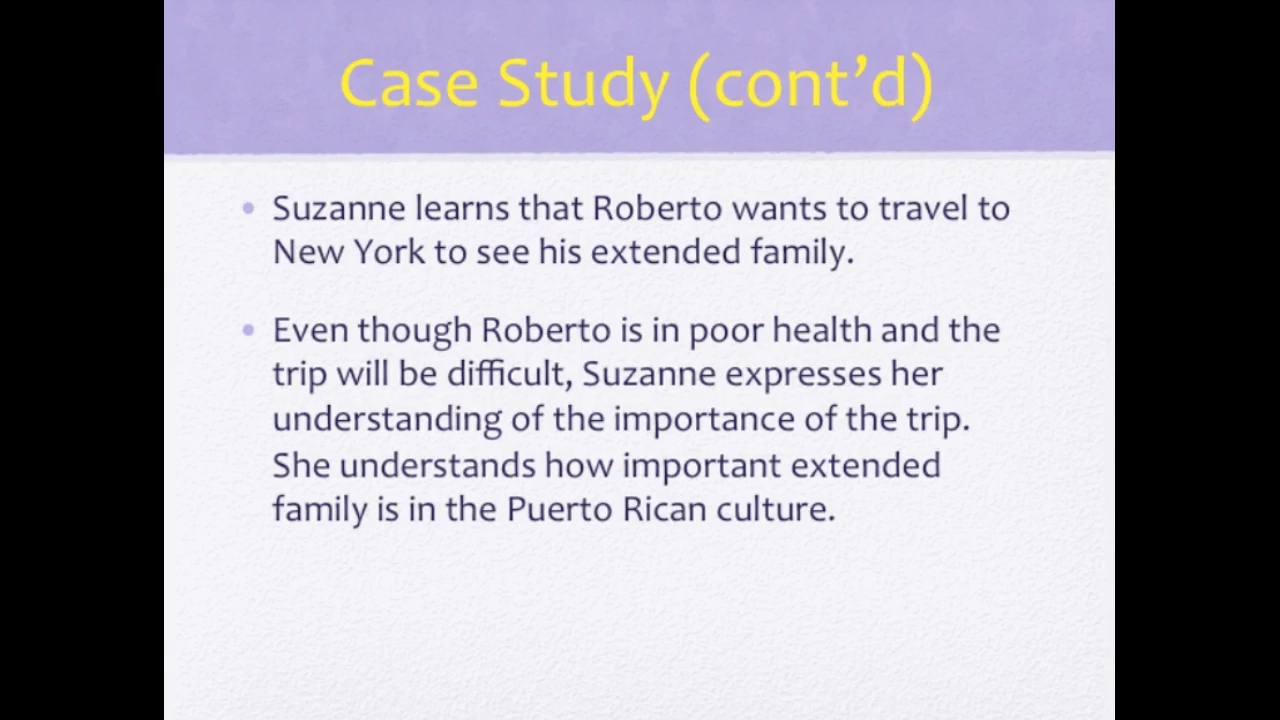 Case Study (cont’d)
• Suzanne learns that Roberto wants to travel to
New York to see his extended family.
• Even though Roberto is in poor health and the
trip will be difficult, Suzanne expresses her
understanding of the importance of the trip.
She understands how important extended
family is in the Puerto Rican culture.